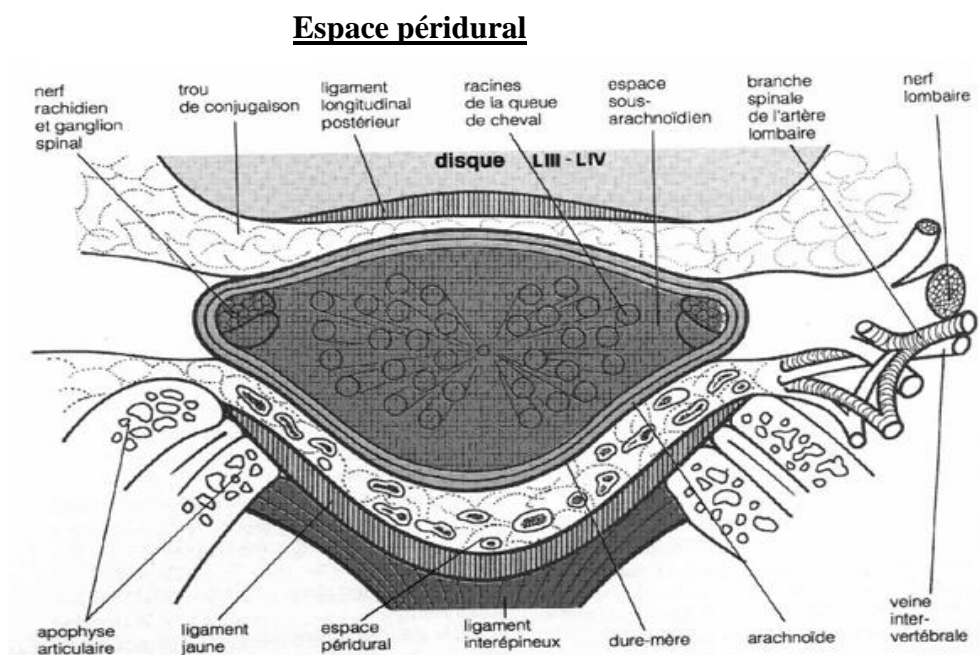 Espace péridural
nerf
rachidien
et ganglion
spinal
trou
de conjugaison
ligament
longitudinal
postérieur
racines
de la queue
de cheval
espace
sous-
arachnoïdien
branche
spinale
de l'artère
lombaire
nerf
lombaire
disque LIII-LIV
apophyse
articulaire
ligament
jaune
espace
péridural
ligament
interépineux
dure-mère
arachnoïde
veine
inter-
vertébrale